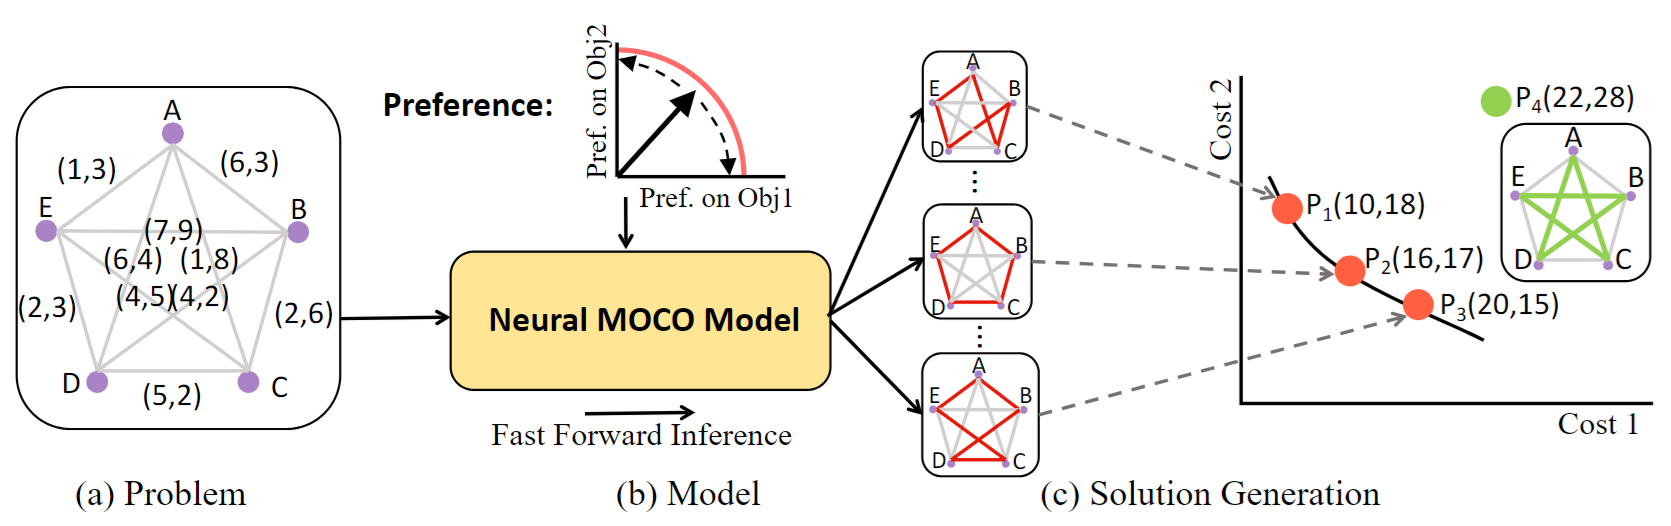 A
(1,3)
(6,3)
E
B
(7,9)
(6,4)
(1,8)
(4,5)
(4,2)
(2,3)
(2,6)
D
C
(5,2)
(a) Problem
Preference:
Pref. on Obj2
Pref. on Obj1
Neural MOCO Model
Fast Forward Inference
(b) Model
A
E
B
D
C
...
A
E
B
D
C
...
A
E
B
D
C
Cost 2
Cost 1
P1(10,18)
P2(16,17)
P3(20,15)
P4(22,28)
A
E
B
D
C
(c) Solution Generation